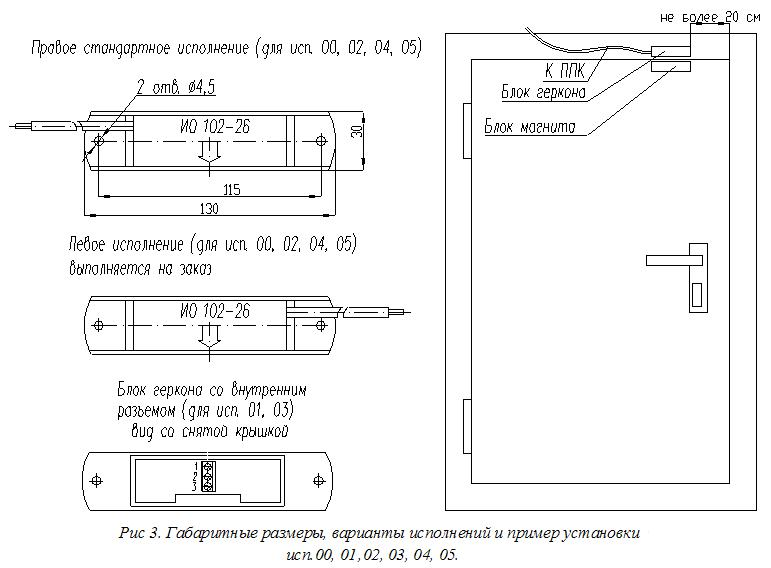 не более 20 см
Правое стандартное исполнение (для исп. 00, 02, 04, 05)
К ППК
Блок геркона
Блок магнита
2 отв. ø4,5
ИО 102-26
30
115
130
Левое исполнение (для исп. 00, 02, 04, 05)
выполняется на заказ
ИО 102-26
Блок геркона со внутренним
разъемом (для исп. 01, 03)
вид со снятой крышкой
1
2
3
Рис 3. Габаритные размеры, варианты исполнений и пример установки
исп.00, 01,02, 03, 04, 05.